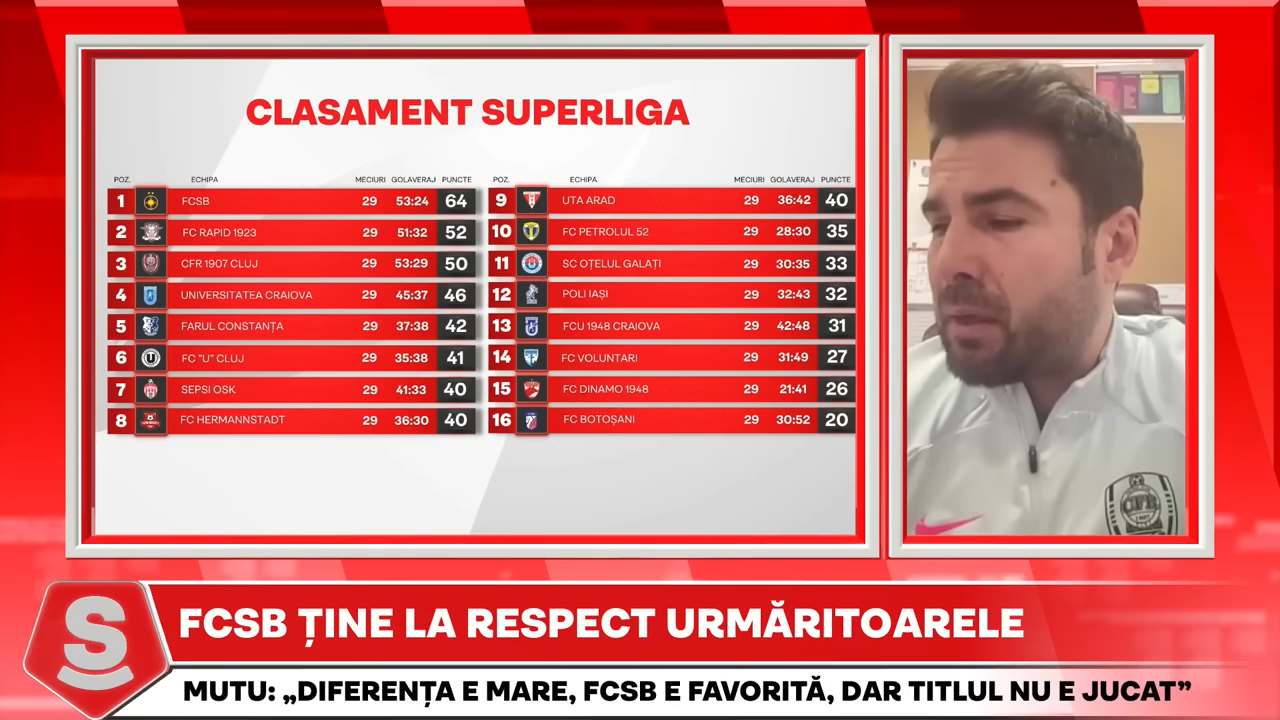 CLASAMENT SUPERLIGA
POZ. ECHIPA MECIURI GOLAVERAJ PUNCTE
1 FCSB 29 53:24 64
2 FC RAPID 1923 29 51:32 52
3 CFR 1907 CLUJ 29 53:29 50
4 UNIVERSITATEA CRAIOVA 29 45:37 46
5 FARUL CONSTANȚA 29 37:38 42
6 FC "U" CLUJ 29 35:38 41
7 SEPSI OSK 29 41:33 40
8 FC HERMANNSTADT 29 36:30 40
POZ. ECHIPA MECIURI GOLAVERAJ PUNCTE
9 UTA ARAD 29 36:42 40
10 FC PETROLUL 52 29 28:30 35
11 SC OȚELUL GALAȚI 29 30:35 33
12 POLI IAȘI 29 32:43 32
13 FCU 1948 CRAIOVA 29 42:48 31
14 FC VOLUNTARI 29 31:49 27
15 FC DINAMO 1948 29 21:41 26
16 FC BOTOȘANI 29 30:52 20
CFR
S
FCSB ȚINE LA RESPECT URMĂRITOARELE
MUTU: „DIFERENȚA E MARE, FCSB E FAVORITĂ, DAR TITLUL NU E JUCAT”